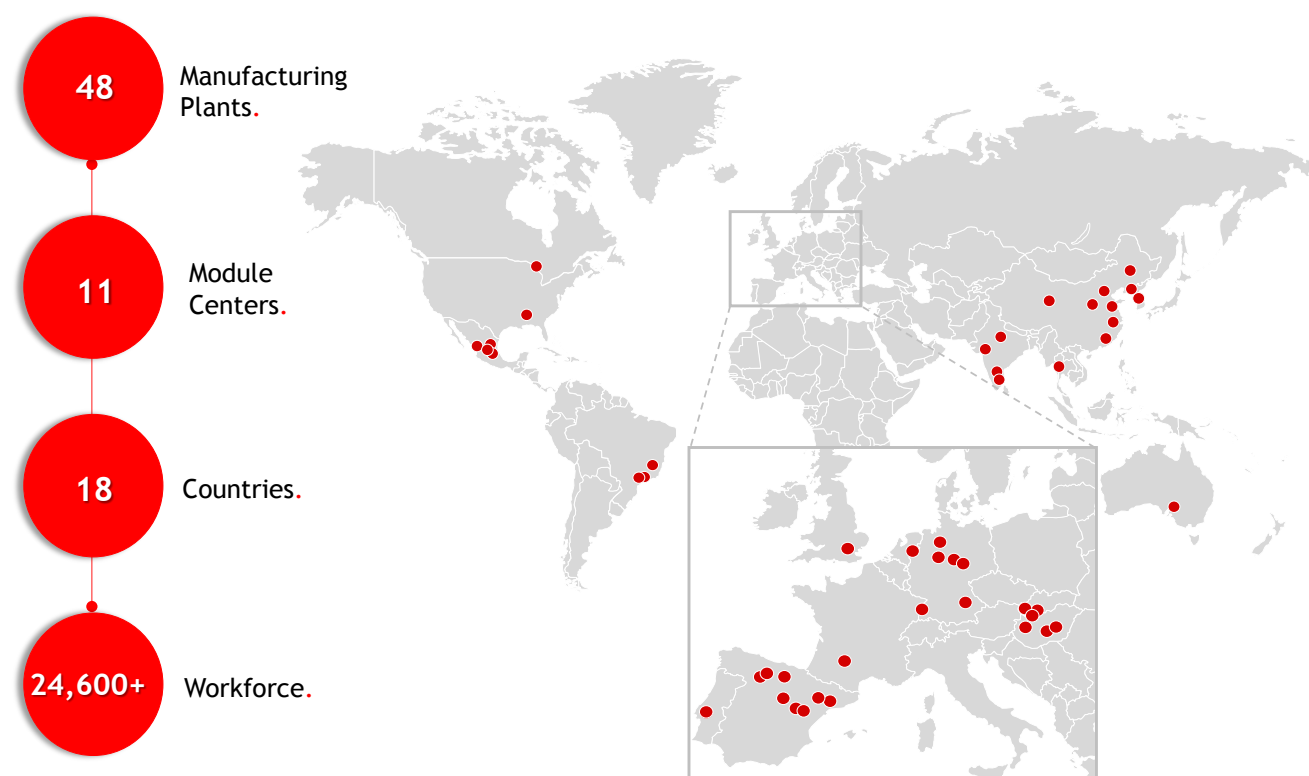 48
Manufacturing
Plants.
11
Module
Centers.
18
Countries.
24,600+
Workforce.